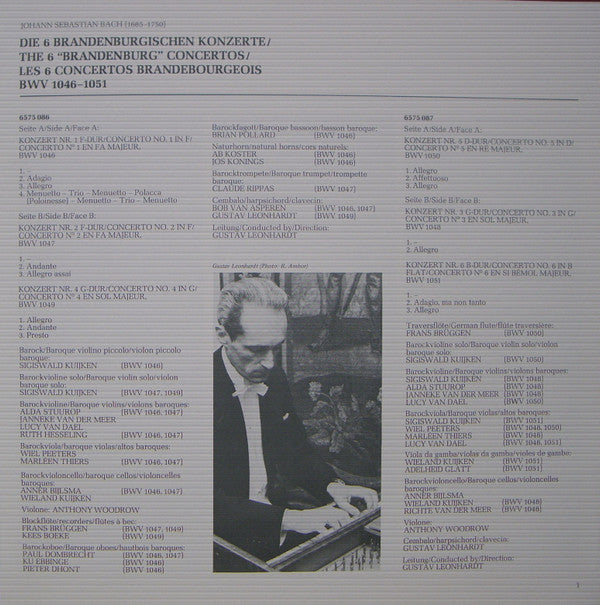 JOHANN SEBASTIAN BACH (1685–1750)
DIE 6 BRANDENBURGISCHEN KONZERTE/
THE 6 “BRANDENBURG” CONCERTOS/
LES 6 CONCERTOS BRANDEBOURGEOIS
BWV 1046–1051
6575 086
Seite A/Side A/Face A:
KONZERT NR. 1 F-DUR/CONCERTO NO. 1 IN F/
CONCERTO Nº 1 EN FA MAJEUR.
BWV 1046
1. –
2. Adagio
3. Allegro
4. Menuetto – Trio – Menuetto – Polacca
[Poloinesse] – Menuetto – Trio – Menuetto
Seite B/Side B/Face B:
KONZERT NR. 2 F-DUR/CONCERTO NO. 2 IN F/
CONCERTO Nº 2 EN FA MAJEUR.
BWV 1047
1. –
2. Andante
3. Allegro assai
KONZERT NR. 4 G-DUR/CONCERTO NO. 4 IN G/
CONCERTO Nº 4 EN SOL MAJEUR.
BWV 1049
1. Allegro
2. Andante
3. Presto
Barock/Baroque violino piccolo/violon piccolo
baroque:
SIGISWALD KUIJKEN [BWV 1046]
Barockvioline solo/Baroque violin solo/violon
baroque solo:
SIGISWALD KUIJKEN [BWV 1047, 1049]
Barockvioline/Baroque violins/violons baroques:
ALDA STUUROP [BWV 1046, 1047]
JANNEKE VAN DER MEER
LUCY VAN DAEL
RUTH HESSELING [BWV 1046, 1047]
Barockviola/Baroque violas/altos baroques:
WIEL PEETERS
MARLEEN THIERS [BWV 1046, 1047]
Barockvioloncello/baroque cellos/violoncelles
baroques:
ANNER BIJLSMA [BWV 1046, 1047]
WIELAND KUIJKEN
Violone: ANTHONY WOODROW
Blockflöte/recorders/flûtes à bec:
FRANS BRÜGGEN [BWV 1047, 1049]
KEES BOEKE [BWV 1049]
Barockoboe/Baroque oboes/hautbois baroques:
PAUL DOMBRECHT [BWV 1046, 1047]
KU EBBINGE [BWV 1046]
PIETER DHONT [BWV 1046]
Barockfagott/Baroque bassoon/basson baroque:
BRIAN POLLARD [BWV 1046]
Naturhorn/natural horns/cors naturels:
AB KOSTER [BWV 1046]
JOS KONINGS [BWV 1046]
Barocktrompete/Baroque trumpet/trompette
baroque:
CLAUDE RIPPAS [BWV 1047]
Cembalo/harpsichord/clavecin:
BOB VAN ASPEREN [BWV 1046, 1047]
GUSTAV LEONHARDT [BWV 1049]
Leitung/Conducted by/Direction:
GUSTAV LEONHARDT
Gustav Leonhardt (Photo: R. Amitor)
6575 087
Seite A/Side A/Face A:
KONZERT NR. 5 D-DUR/CONCERTO NO. 5 IN D/
CONCERTO Nº 5 EN RÉ MAJEUR.
BWV 1050
1. Allegro
2. Affettuoso
3. Allegro
Seite B/Side B/Face B:
KONZERT NR. 3 G-DUR/CONCERTO NO. 3 IN G/
CONCERTO Nº 3 EN SOL MAJEUR.
BWV 1048
1. –
2. Allegro
KONZERT NR. 6 B-DUR/CONCERTO NO. 6 IN B
FLAT/CONCERTO Nº 6 EN SI BÉMOL MAJEUR.
BWV 1051
1. –
2. Adagio, ma non tanto
3. Allegro
Traversflöte/German flute/flûte traversière:
FRANS BRÜGGEN [BWV 1050]
Barockvioline solo/Baroque violin solo/violon
baroque solo:
SIGISWALD KUIJKEN [BWV 1050]
Barockvioline/Baroque violins/violons baroques:
SIGISWALD KUIJKEN [BWV 1048]
ALDA STUUROP [BWV 1048]
JANNEKE VAN DER MEER [BWV 1048]
LUCY VAN DAEL [BWV 1050]
Barockviola/Baroque violas/altos baroques:
SIGISWALD KUIJKEN [BWV 1051]
WIEL PEETERS [BWV 1048, 1050]
MARLEEN THIERS [BWV 1048]
LUCY VAN DAEL [BWV 1048, 1051]
Viola da gamba/violas da gamba/violes de gambe:
WIELAND KUIJKEN [BWV 1051]
ADELHEID GLATT [BWV 1051]
Barockvioloncello/Baroque cellos/violoncelles
baroques:
ANNER BIJLSMA
WIELAND KUIJKEN [BWV 1048]
RICHTE VAN DER MEER [BWV 1048]
Violone:
ANTHONY WOODROW
Cembalo/harpsichord/clavecin:
GUSTAV LEONHARDT
Leitung/Conducted by/Direction:
GUSTAV LEONHARDT